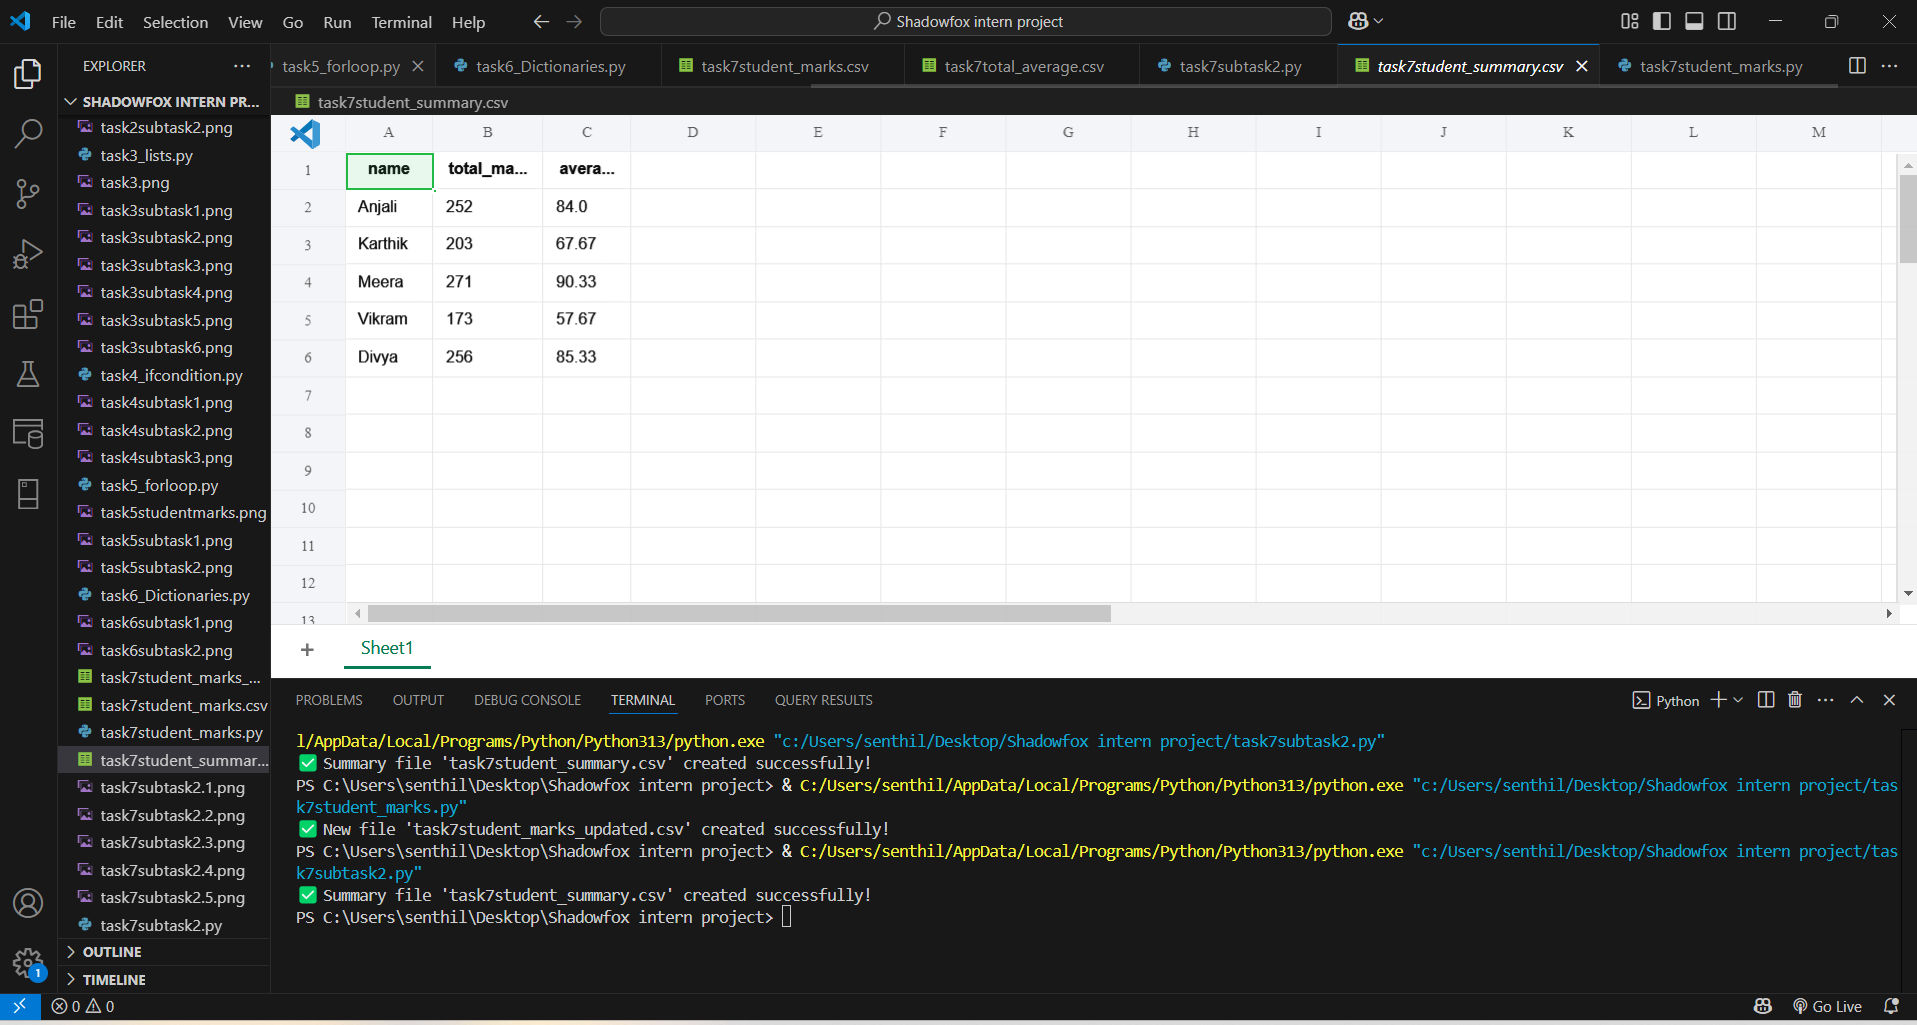 File Edit Selection View Go Run Terminal Help
Shadowfox intern project
EXPLORER
SHADOWFOX INTERN PR...
task2subtask2.png
task3_lists.py
task3.png
task3subtask1.png
task3subtask2.png
task3subtask3.png
task3subtask4.png
task3subtask5.png
task3subtask6.png
task4_ifcondition.py
task4subtask1.png
task4subtask2.png
task4subtask3.png
task5_forloop.py
task5studentmarks.png
task5subtask1.png
task5subtask2.png
task6_Dictionaries.py
task6subtask1.png
task6subtask2.png
task7student_marks_...
task7student_marks.csv
task7student_marks.py
task7student_summar...
task7subtask2.1.png
task7subtask2.2.png
task7subtask2.3.png
task7subtask2.4.png
task7subtask2.5.png
task7subtask2.py
OUTLINE
TIMELINE
1
task5_forloop.py task6_Dictionaries.py task7student_marks.csv task7total_average.csv task7subtask2.py task7student_summary.csv task7student_marks.py
task7student_summary.csv
A B C D E F G H I J K L M
1 name total_ma... avera...
2 Anjali 252 84.0
3 Karthik 203 67.67
4 Meera 271 90.33
5 Vikram 173 57.67
6 Divya 256 85.33
7
8
9
10
11
12
13
+ Sheet1
PROBLEMS OUTPUT DEBUG CONSOLE TERMINAL PORTS QUERY RESULTS Python
l/AppData/Local/Programs/Python/Python313/python.exe "c:/Users/senthil/Desktop/Shadowfox intern project/task7subtask2.py"
✅ Summary file 'task7student_summary.csv' created successfully!
PS C:\Users\senthil\Desktop\Shadowfox intern project> & C:/Users/senthil/AppData/Local/Programs/Python/Python313/python.exe "c:/Users/senthil/Desktop/Shadowfox intern project/tas
k7student_marks.py"
✅ New file 'task7student_marks_updated.csv' created successfully!
PS C:\Users\senthil\Desktop\Shadowfox intern project> & C:/Users/senthil/AppData/Local/Programs/Python/Python313/python.exe "c:/Users/senthil/Desktop/Shadowfox intern project/tas
k7subtask2.py"
✅ Summary file 'task7student_summary.csv' created successfully!
PS C:\Users\senthil\Desktop\Shadowfox intern project>
0 0 Go Live